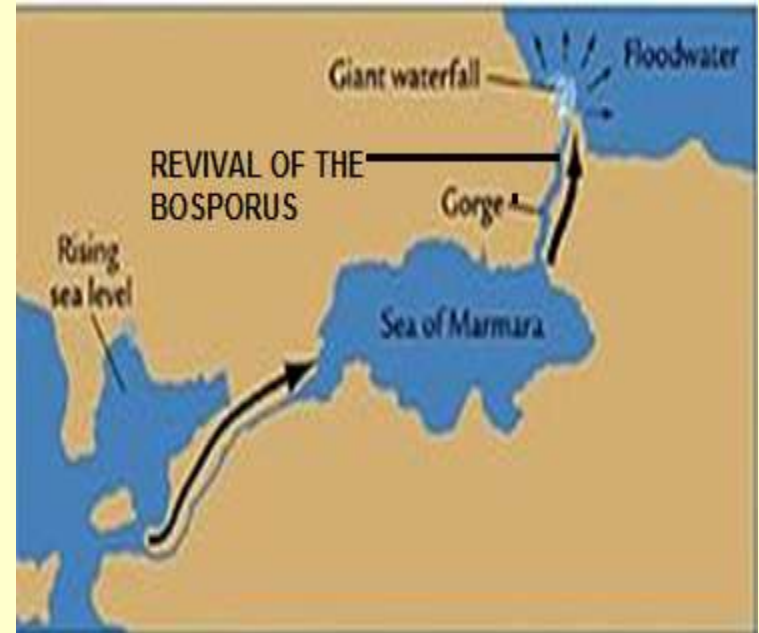 Giant waterfall
Floodwater
REVIVAL OF THE
BOSPORUS
Gorge
Rising
sea level
Sea of Marmara